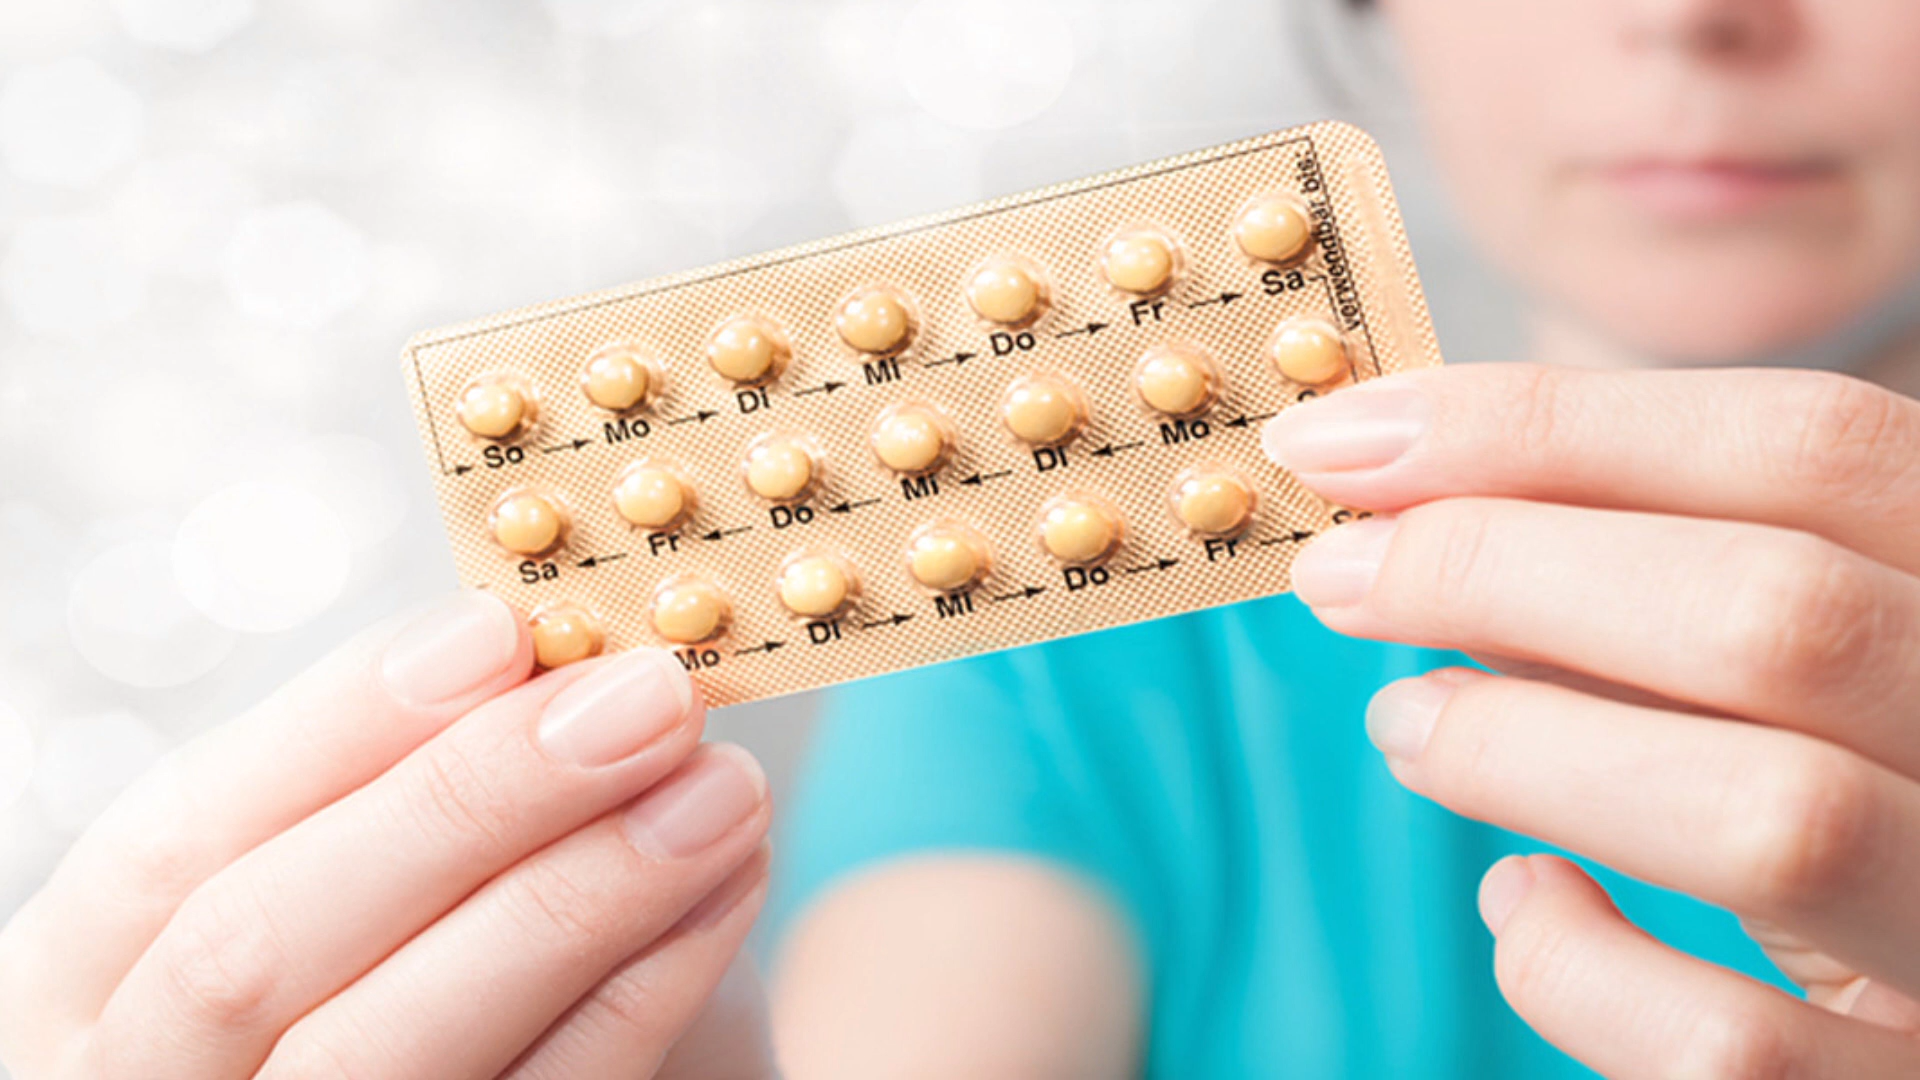 So → Mo → Di → Mi → Do → Fr → Sa
Sa ← Fr ← Do ← Mi ← Di ← Mo ←
Mo → Di → Mi → Do → Fr →
verwendbar bis: